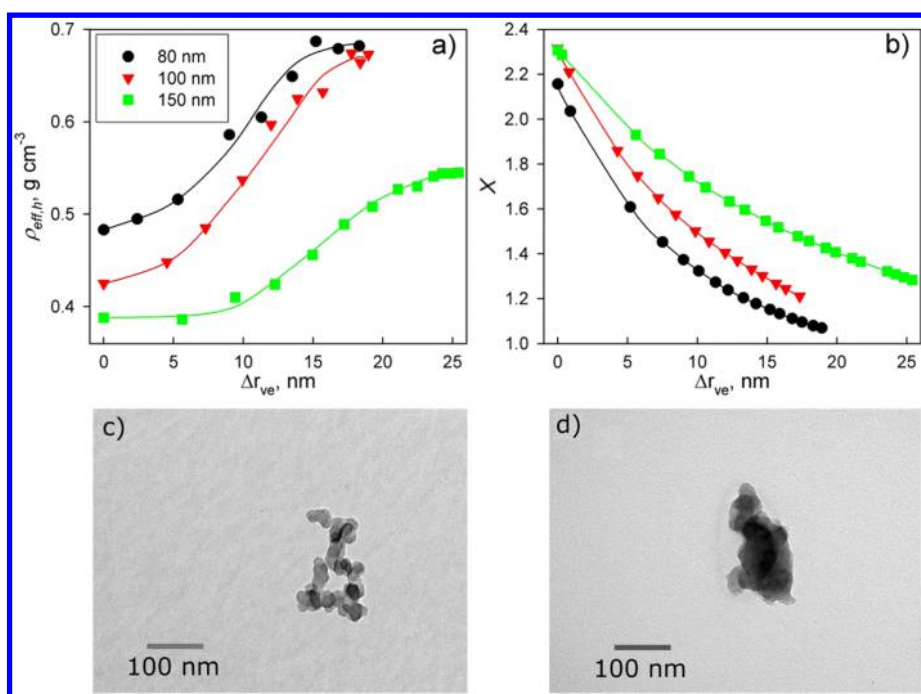 a)
80 nm
100 nm
150 nm
ρeff,h, g cm-3
0.7
0.6
0.5
0.4
0 5 10 15 20 25
Δrve, nm
b)
X
2.4
2.2
2.0
1.8
1.6
1.4
1.2
1.0
0 5 10 15 20 25
Δrve, nm
c)
100 nm
d)
100 nm